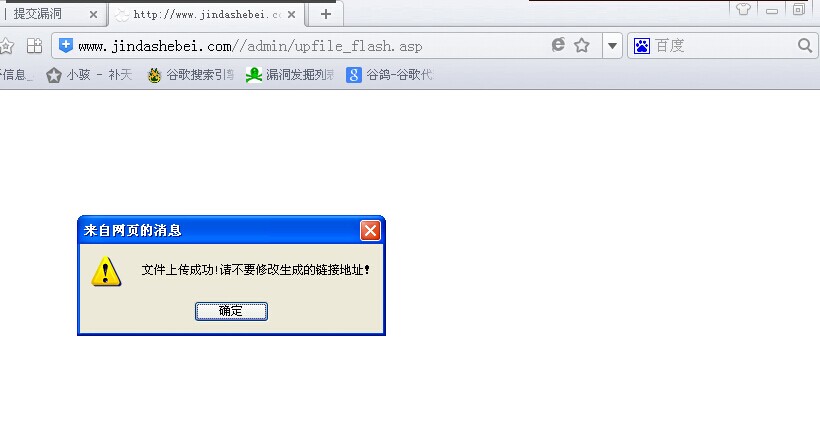 提交漏洞
http://www.jindashebei.co
www.jindashebei.com//admin/upfile_flash.asp
百度
信息_ 小骇 - 补天 谷歌搜索引擎 漏洞发掘列表 谷鸽-谷歌代
来自网页的消息
文件上传成功!请不要修改生成的链接地址!
确定